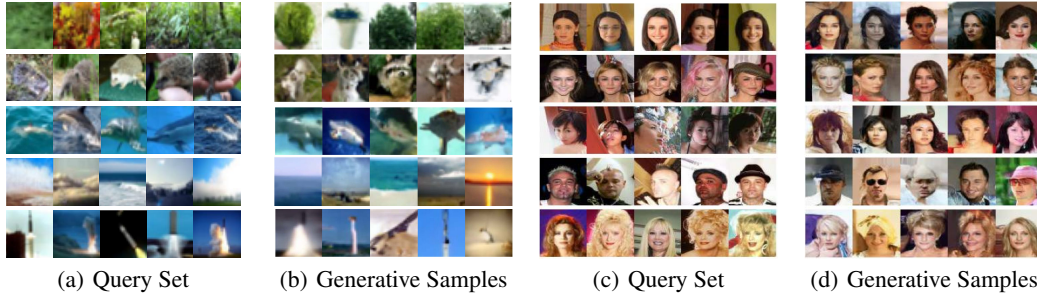 (a) Query Set
(b) Generative Samples
(c) Query Set
(d) Generative Samples